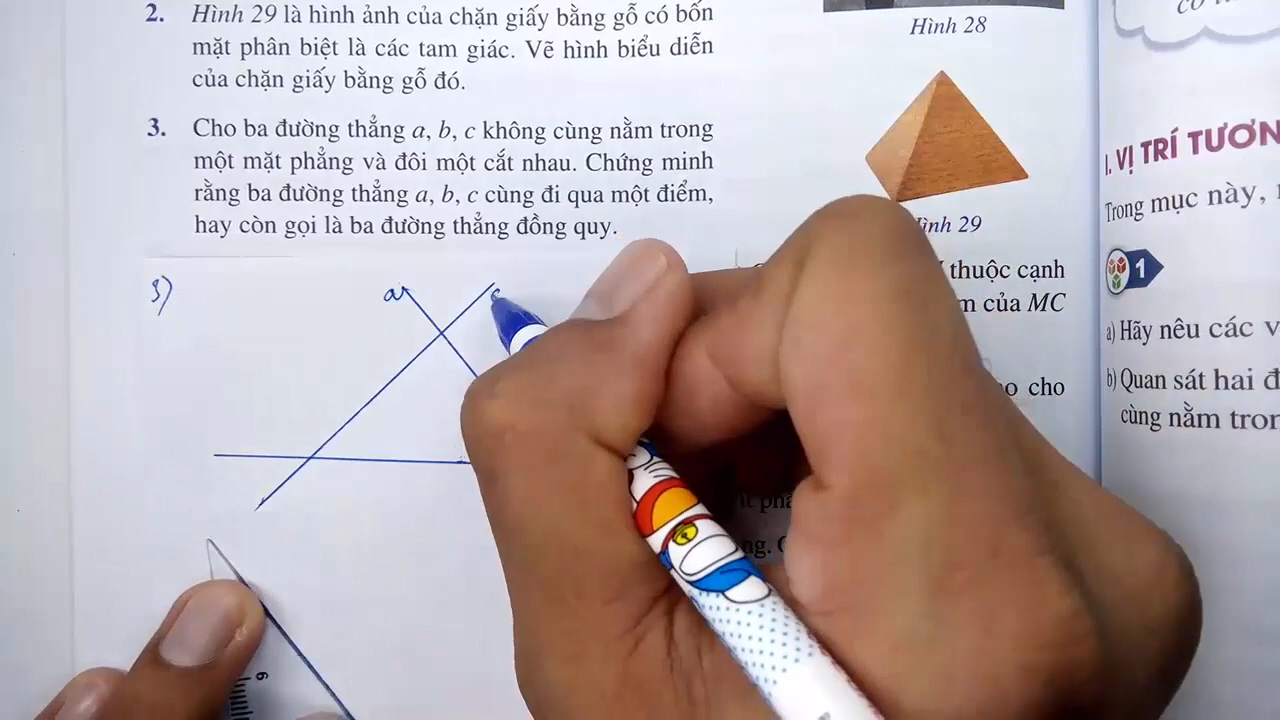 2. Hình 29 là hình ảnh của chặn giấy bằng gỗ có bốn
mặt phân biệt là các tam giác. Vẽ hình biểu diễn
của chặn giấy bằng gỗ đó.
3. Cho ba đường thẳng a, b, c không cùng nằm trong
một mặt phẳng và đôi một cắt nhau. Chứng minh
rằng ba đường thẳng a, b, c cùng đi qua một điểm,
hay còn gọi là ba đường thẳng đồng quy.
Hình 28
29
thuộc cạnh
của MC
cho
3)
a
6
I. VỊ TRÍ TƯƠN
Trong mục này,
1
a) Hãy nêu các
b) Quan sát hai
cùng nằm